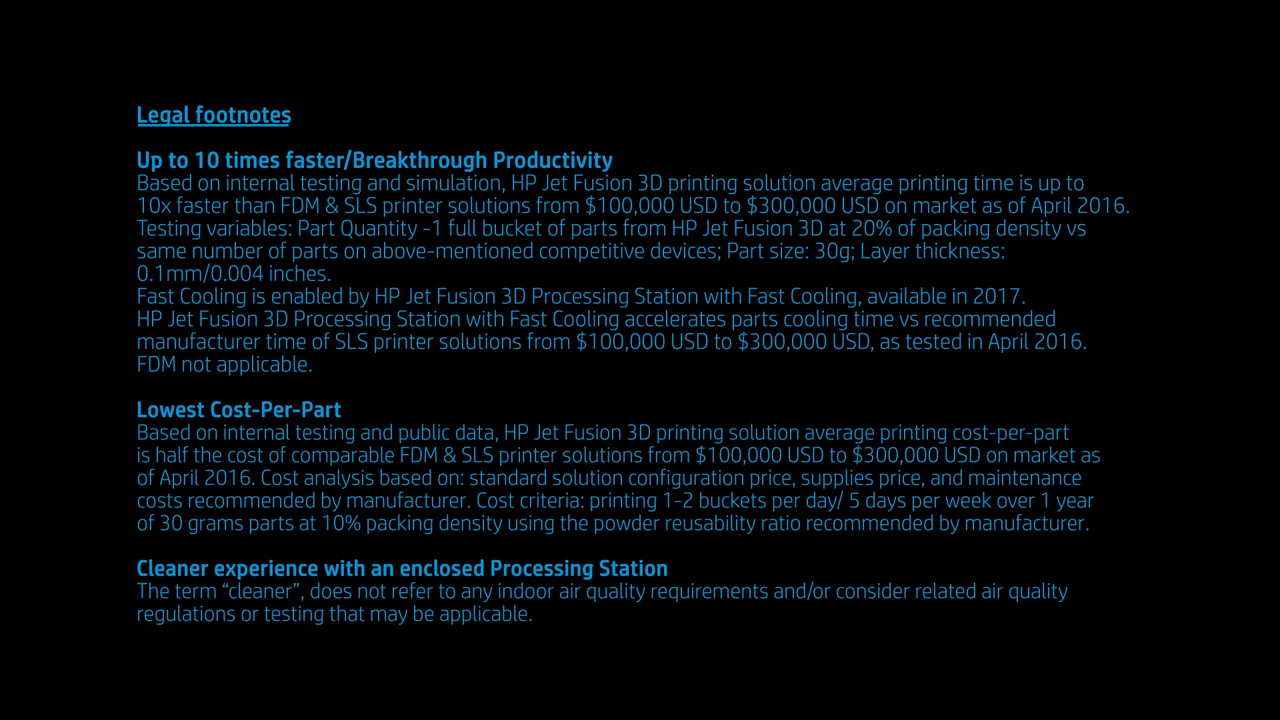 Legal footnotes
Up to 10 times faster/Breakthrough Productivity
Based on internal testing and simulation, HP Jet Fusion 3D printing solution average printing time is up to
10x faster than FDM & SLS printer solutions from $100,000 USD to $300,000 USD on market as of April 2016.
Testing variables: Part Quantity -1 full bucket of parts from HP Jet Fusion 3D at 20% of packing density vs
same number of parts on above-mentioned competitive devices; Part size: 30g; Layer thickness:
0.1mm/0.004 inches.
Fast Cooling is enabled by HP Jet Fusion 3D Processing Station with Fast Cooling, available in 2017.
HP Jet Fusion 3D Processing Station with Fast Cooling accelerates parts cooling time vs recommended
manufacturer time of SLS printer solutions from $100,000 USD to $300,000 USD, as tested in April 2016.
FDM not applicable.
Lowest Cost-Per-Part
Based on internal testing and public data, HP Jet Fusion 3D printing solution average printing cost-per-part
is half the cost of comparable FDM & SLS printer solutions from $100,000 USD to $300,000 USD on market as
of April 2016. Cost analysis based on: standard solution configuration price, supplies price, and maintenance
costs recommended by manufacturer. Cost criteria: printing 1-2 buckets per day/ 5 days per week over 1 year
of 30 grams parts at 10% packing density using the powder reusability ratio recommended by manufacturer.
Cleaner experience with an enclosed Processing Station
The term “cleaner”, does not refer to any indoor air quality requirements and/or consider related air quality
regulations or testing that may be applicable.